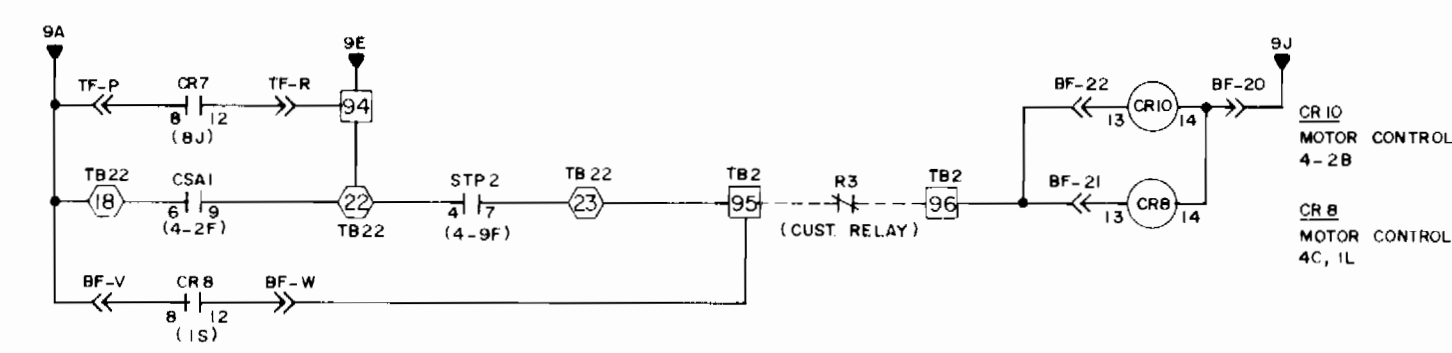 9A
9E
9J
TF-P
CR7
TF-R
8
12
(8J)
94
BF-22
CR10
13
14
BF-20
CR 10
MOTOR CONTROL
4-2B
TB22
18
CSA1
6
9
(4-2F)
22
TB22
STP 2
4
7
(4-9F)
TB 22
23
TB2
95
R3
(CUST. RELAY)
TB2
96
BF-21
CR8
13
14
CR 8
MOTOR CONTROL
4C, 1L
BF-V
CR 8
BF-W
8
12
(1S)